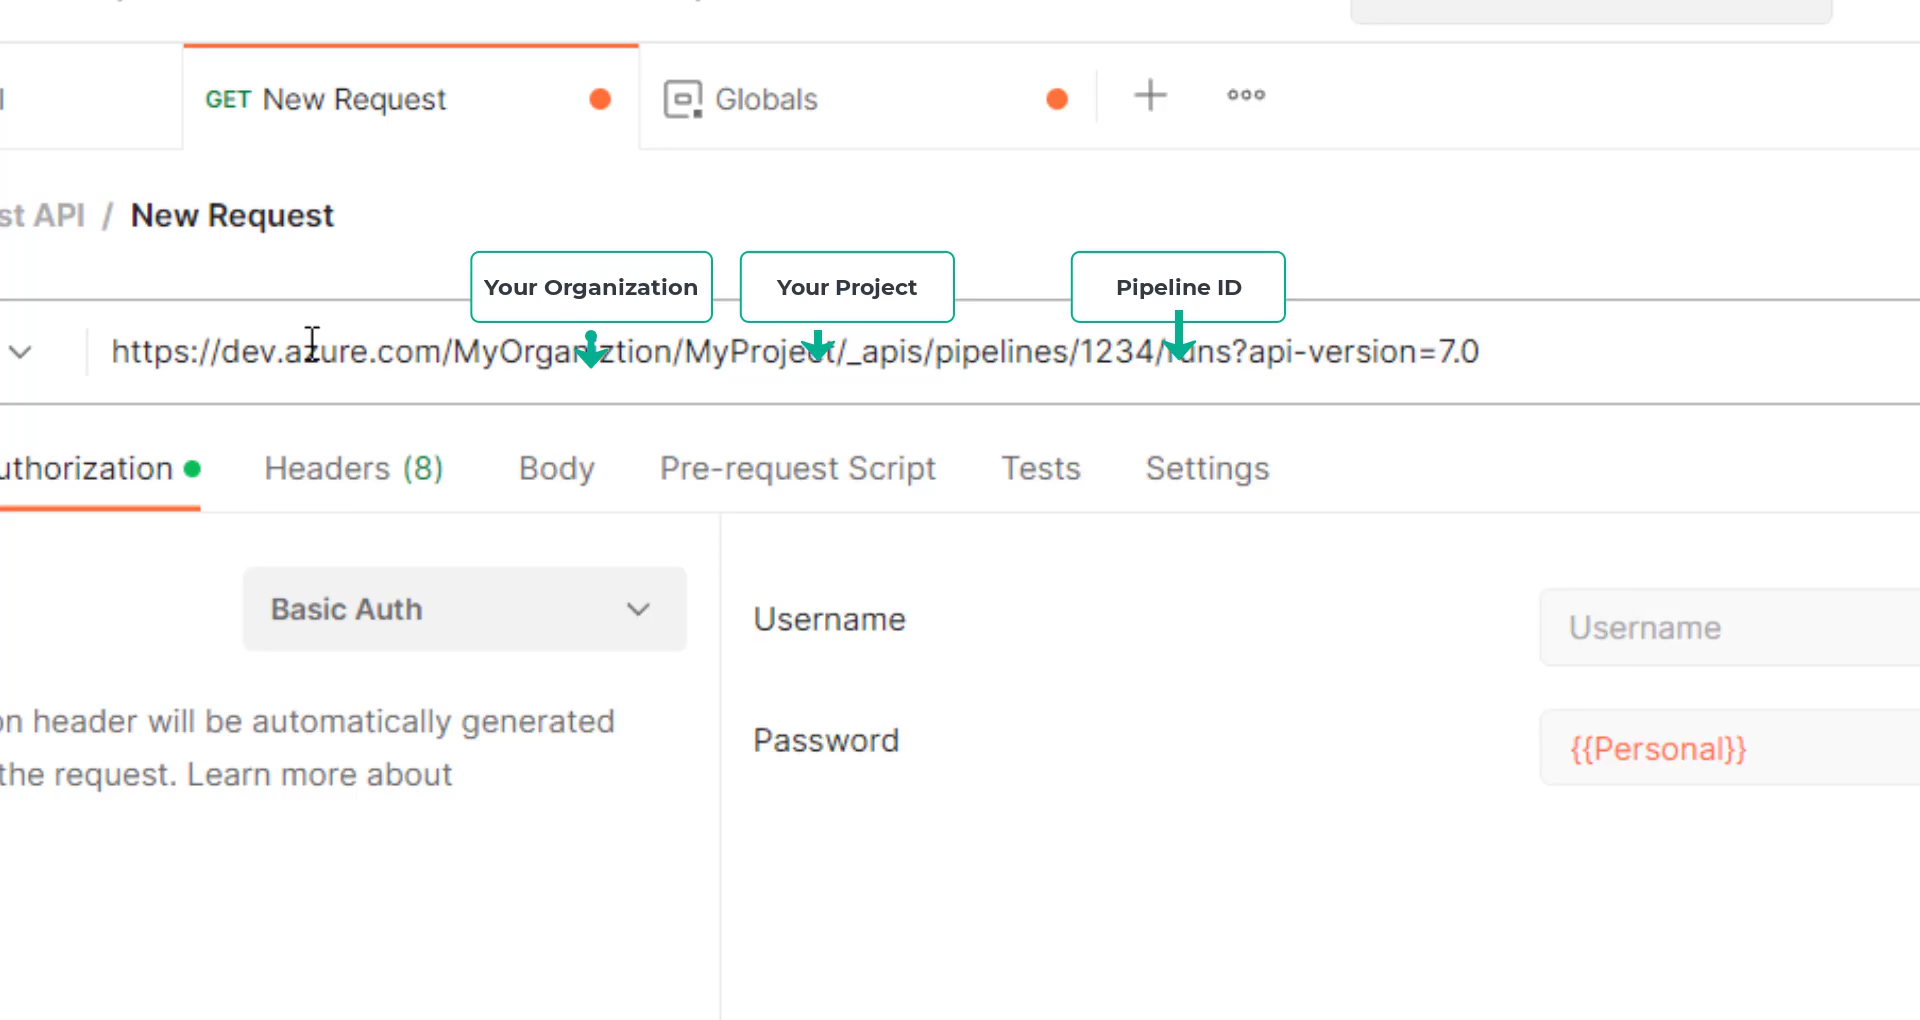 GET New Request
Globals
st API / New Request
Your Organization
Your Project
Pipeline ID
https://dev.azure.com/MyOrganiztion/MyProject/_apis/pipelines/1234/runs?api-version=7.0
uthorization
Headers (8)
Body
Pre-request Script
Tests
Settings
Basic Auth
on header will be automatically generated
the request. Learn more about
Username
Username
Password
{{Personal}}